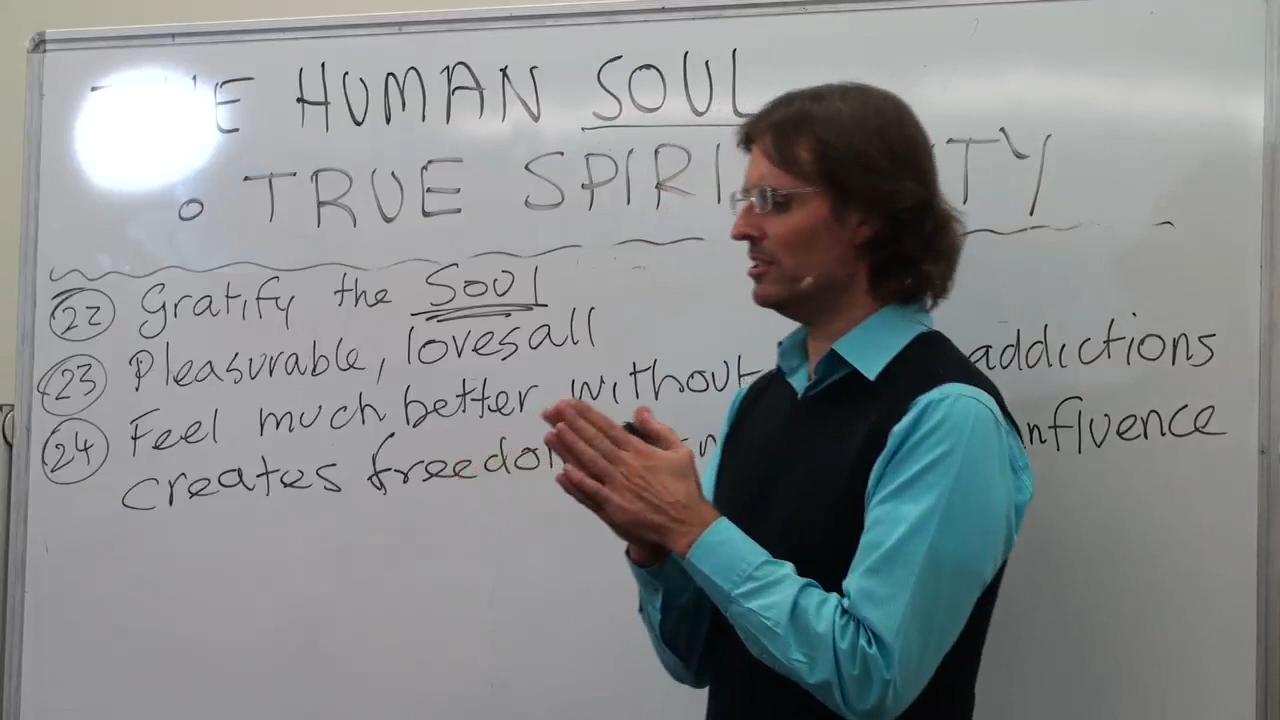 HUMAN SOUL
o TRUE SPIRI TY
22 Gratify the Soul
23 Pleasurable, loves all
24 Feel much better without addictions
creates freedom influence